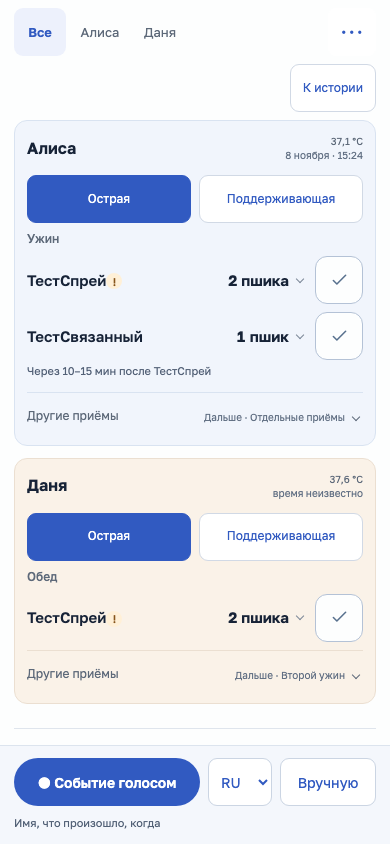 Все Алиса Даня ...
К истории
Алиса 37,1 °C
8 ноября · 15:24
Острая Поддерживающая
Ужин
ТестСпрей ! 2 пшика
ТестСвязанный 1 пшик
Через 10–15 мин после ТестСпрей
Другие приёмы Дальше · Отдельные приёмы
Даня 37,6 °C
время неизвестно
Острая Поддерживающая
Обед
ТестСпрей ! 2 пшика
Другие приёмы Дальше · Второй ужин
Событие голосом RU Вручную
Имя, что произошло, когда